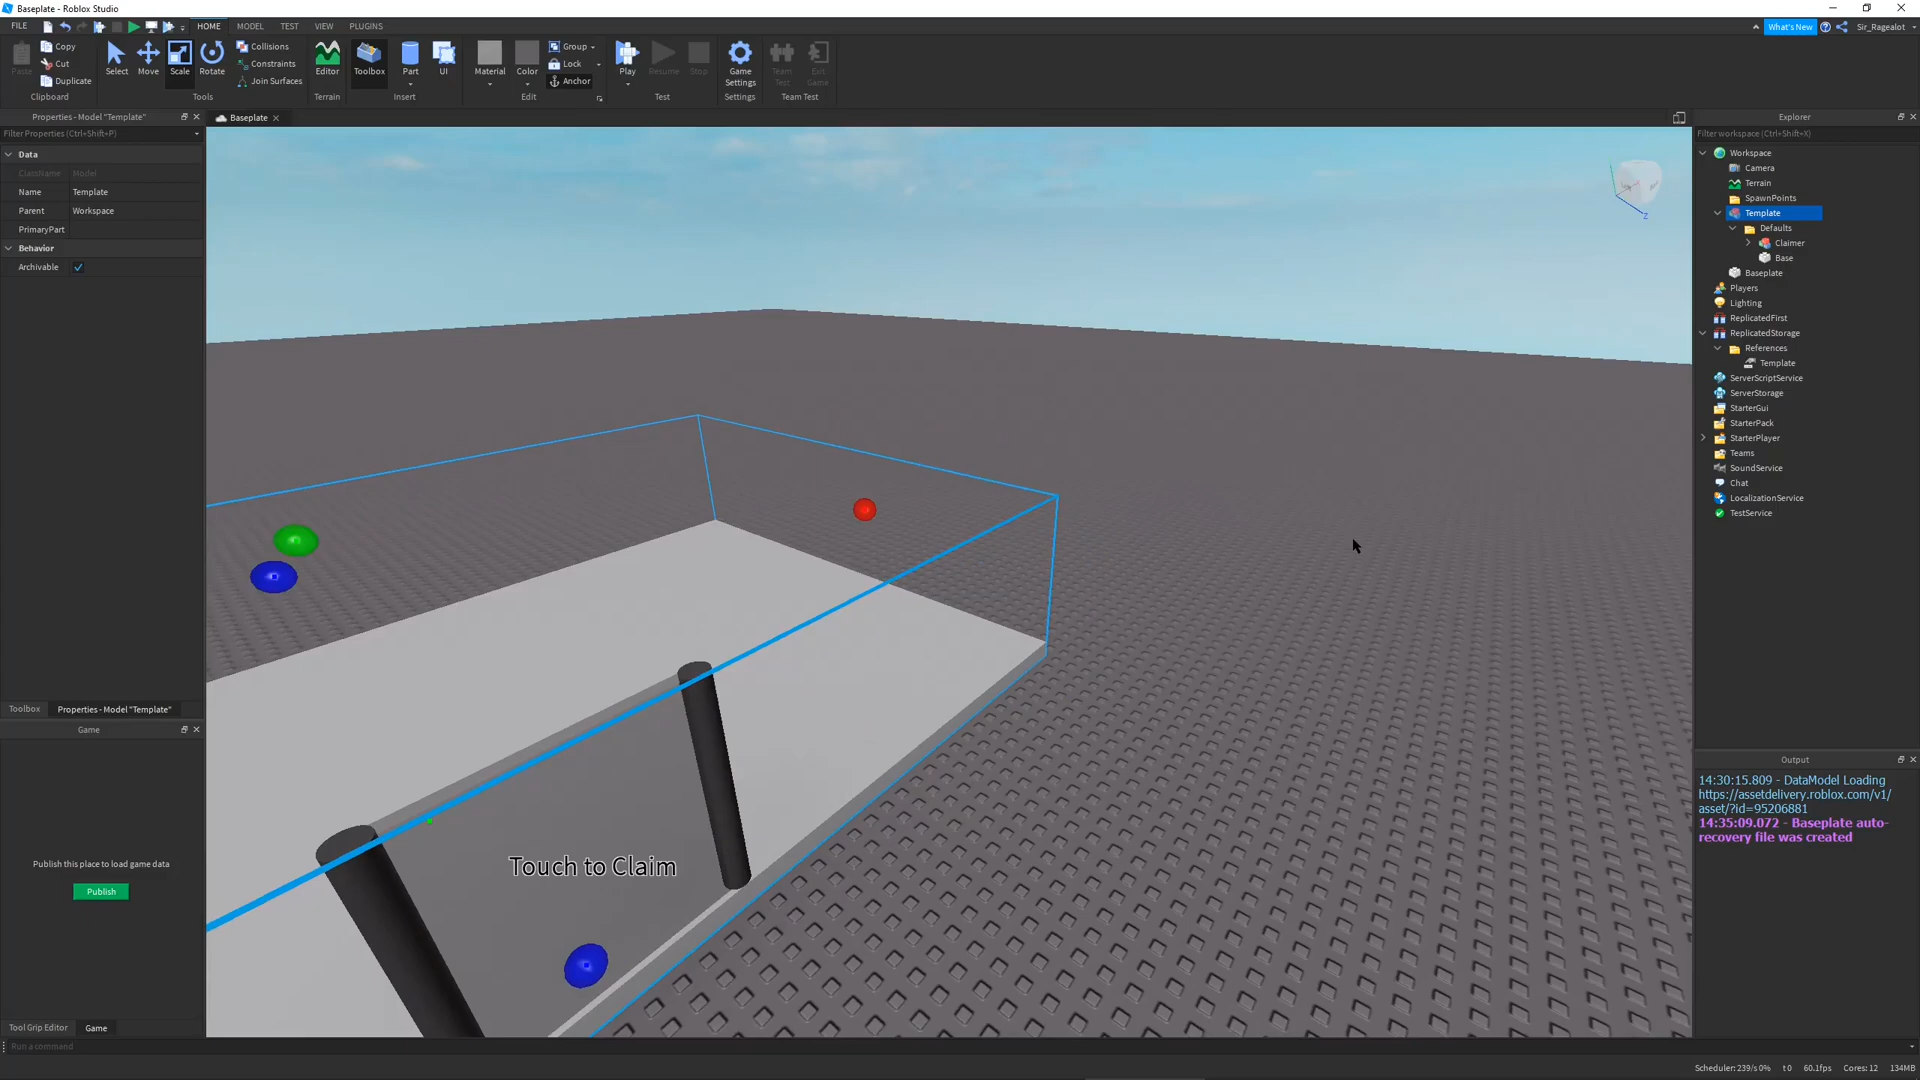 Baseplate - Roblox Studio
FILE HOME MODEL TEST VIEW PLUGINS What's New Sir_Ragealot
Paste Copy Cut Duplicate Clipboard
Select Move Scale Rotate Collisions Constraints Join Surfaces Tools
Editor Terrain
Toolbox Part UI Insert
Material Color Group Lock Anchor Edit
Play Resume Stop Test
Game Settings Settings
Team Test Exit Game Team Test
Properties - Model "Template"
Filter Properties (Ctrl+Shift+P)
Data
ClassName Model
Name Template
Parent Workspace
PrimaryPart
Behavior
Archivable
Toolbox Properties - Model "Template"
Game
Publish this place to load game data
Publish
Tool Grip Editor Game
Run a command
Baseplate
Z
Touch to Claim
Explorer
Filter workspace (Ctrl+Shift+X)
Workspace
Camera
Terrain
SpawnPoints
Template
Defaults
Claimer
Base
Baseplate
Players
Lighting
ReplicatedFirst
ReplicatedStorage
References
Template
ServerScriptService
ServerStorage
StarterGui
StarterPack
StarterPlayer
Teams
SoundService
Chat
LocalizationService
TestService
Output
14:30:15.809 - DataModel Loading
https://assetdelivery.roblox.com/v1/
asset/?id=95206881
14:35:09.072 - Baseplate auto-
recovery file was created
Scheduler: 239/s 0% t 0 60.1fps Cores: 12 134MB